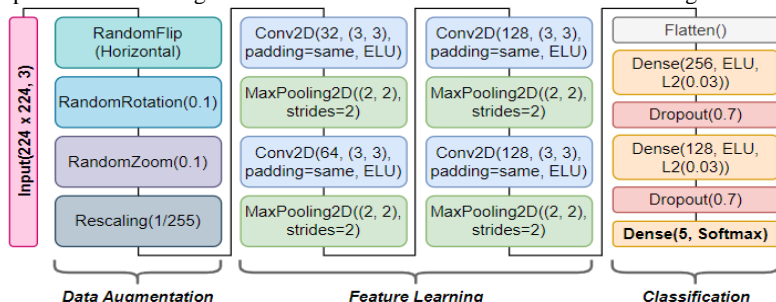 Input(224 x 224, 3)
RandomFlip
(Horizontal)
RandomRotation(0.1)
RandomZoom(0.1)
Rescaling(1/255)
Data Augmentation
Conv2D(32, (3, 3),
padding=same, ELU)
MaxPooling2D((2, 2),
strides=2)
Conv2D(64, (3, 3),
padding=same, ELU)
MaxPooling2D((2, 2),
strides=2)
Conv2D(128, (3, 3),
padding=same, ELU)
MaxPooling2D((2, 2),
strides=2)
Conv2D(128, (3, 3),
padding=same, ELU)
MaxPooling2D((2, 2),
strides=2)
Feature Learning
Flatten()
Dense(256, ELU,
L2(0.03))
Dropout(0.7)
Dense(128, ELU,
L2(0.03))
Dropout(0.7)
Dense(5, Softmax)
Classification